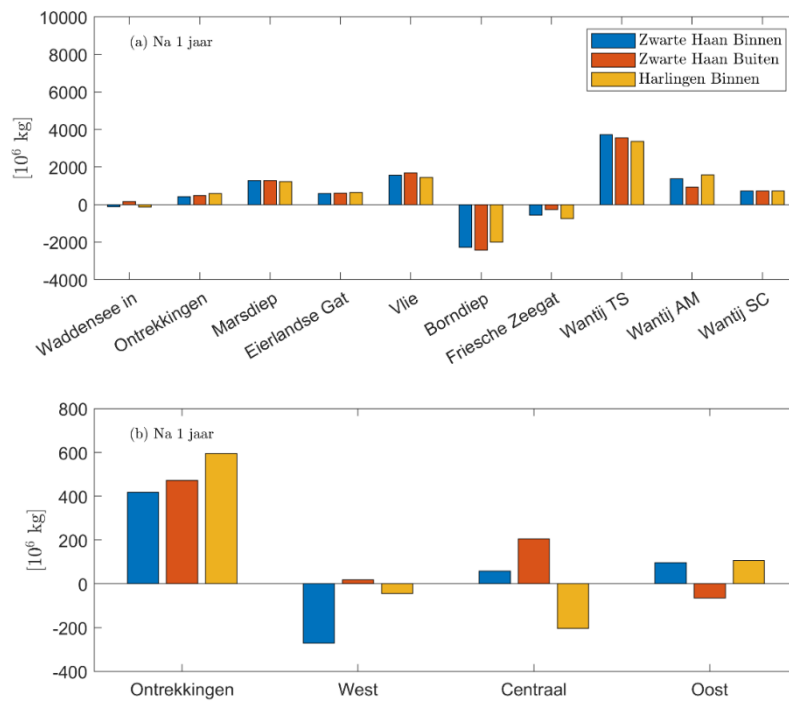 10000
8000
6000
4000
2000
0
-2000
-4000
[10^6 kg]
(a) Na 1 jaar
Zwarte Haan Binnen
Zwarte Haan Buiten
Harlingen Binnen
Waddensee in
Ontrekkingen
Marsdiep
Eierlandse Gat
Vlie
Borndiep
Friesche Zeegat
Wantij TS
Wantij AM
Wantij SC
800
600
400
200
0
-200
-400
[10^6 kg]
(b) Na 1 jaar
Ontrekkingen
West
Centraal
Oost